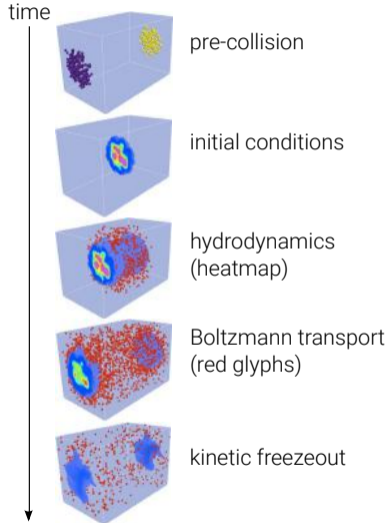 time
pre-collision
initial conditions
hydrodynamics
(heatmap)
Boltzmann transport
(red glyphs)
kinetic freezeout